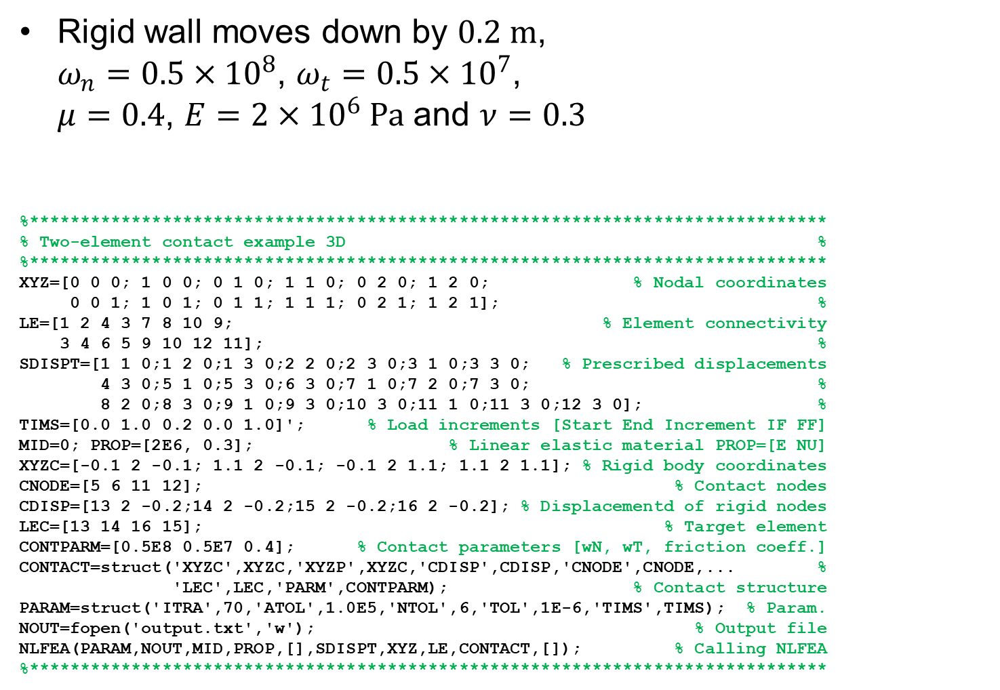 • Rigid wall moves down by 0.2 m,
ωₙ = 0.5 × 10⁸, ωₜ = 0.5 × 10⁷,
μ = 0.4, E = 2 × 10⁶ Pa and ν = 0.3
%******************************************************************************
% Two-element contact example 3D %
%******************************************************************************
XYZ=[0 0 0; 1 0 0; 0 1 0; 1 1 0; 0 2 0; 1 2 0; % Nodal coordinates
0 0 1; 1 0 1; 0 1 1; 1 1 1; 0 2 1; 1 2 1]; %
LE=[1 2 4 3 7 8 10 9; % Element connectivity
3 4 6 5 9 10 12 11]; %
SDISPT=[1 1 0;1 2 0;1 3 0;2 2 0;2 3 0;3 1 0;3 3 0; % Prescribed displacements
4 3 0;5 1 0;5 3 0;6 3 0;7 1 0;7 2 0;7 3 0; %
8 2 0;8 3 0;9 1 0;9 3 0;10 3 0;11 1 0;11 3 0;12 3 0]; %
TIMS=[0.0 1.0 0.2 0.0 1.0]'; % Load increments [Start End Increment IF FF]
MID=0; PROP=[2E6, 0.3]; % Linear elastic material PROP=[E NU]
XYZC=[-0.1 2 -0.1; 1.1 2 -0.1; -0.1 2 1.1; 1.1 2 1.1]; % Rigid body coordinates
CNODE=[5 6 11 12]; % Contact nodes
CDISP=[13 2 -0.2;14 2 -0.2;15 2 -0.2;16 2 -0.2]; % Displacementd of rigid nodes
LEC=[13 14 16 15]; % Target element
CONTPARM=[0.5E8 0.5E7 0.4]; % Contact parameters [wN, wT, friction coeff.]
CONTACT=struct('XYZC',XYZC,'XYZP',XYZC,'CDISP',CDISP,'CNODE',CNODE,... %
'LEC',LEC,'PARM',CONTPARM); % Contact structure
PARAM=struct('ITRA',70,'ATOL',1.0E5,'NTOL',6,'TOL',1E-6,'TIMS',TIMS); % Param.
NOUT=fopen('output.txt','w'); % Output file
NLFEA(PARAM,NOUT,MID,PROP,[],SDISPT,XYZ,LE,CONTACT,[]); % Calling NLFEA
%******************************************************************************